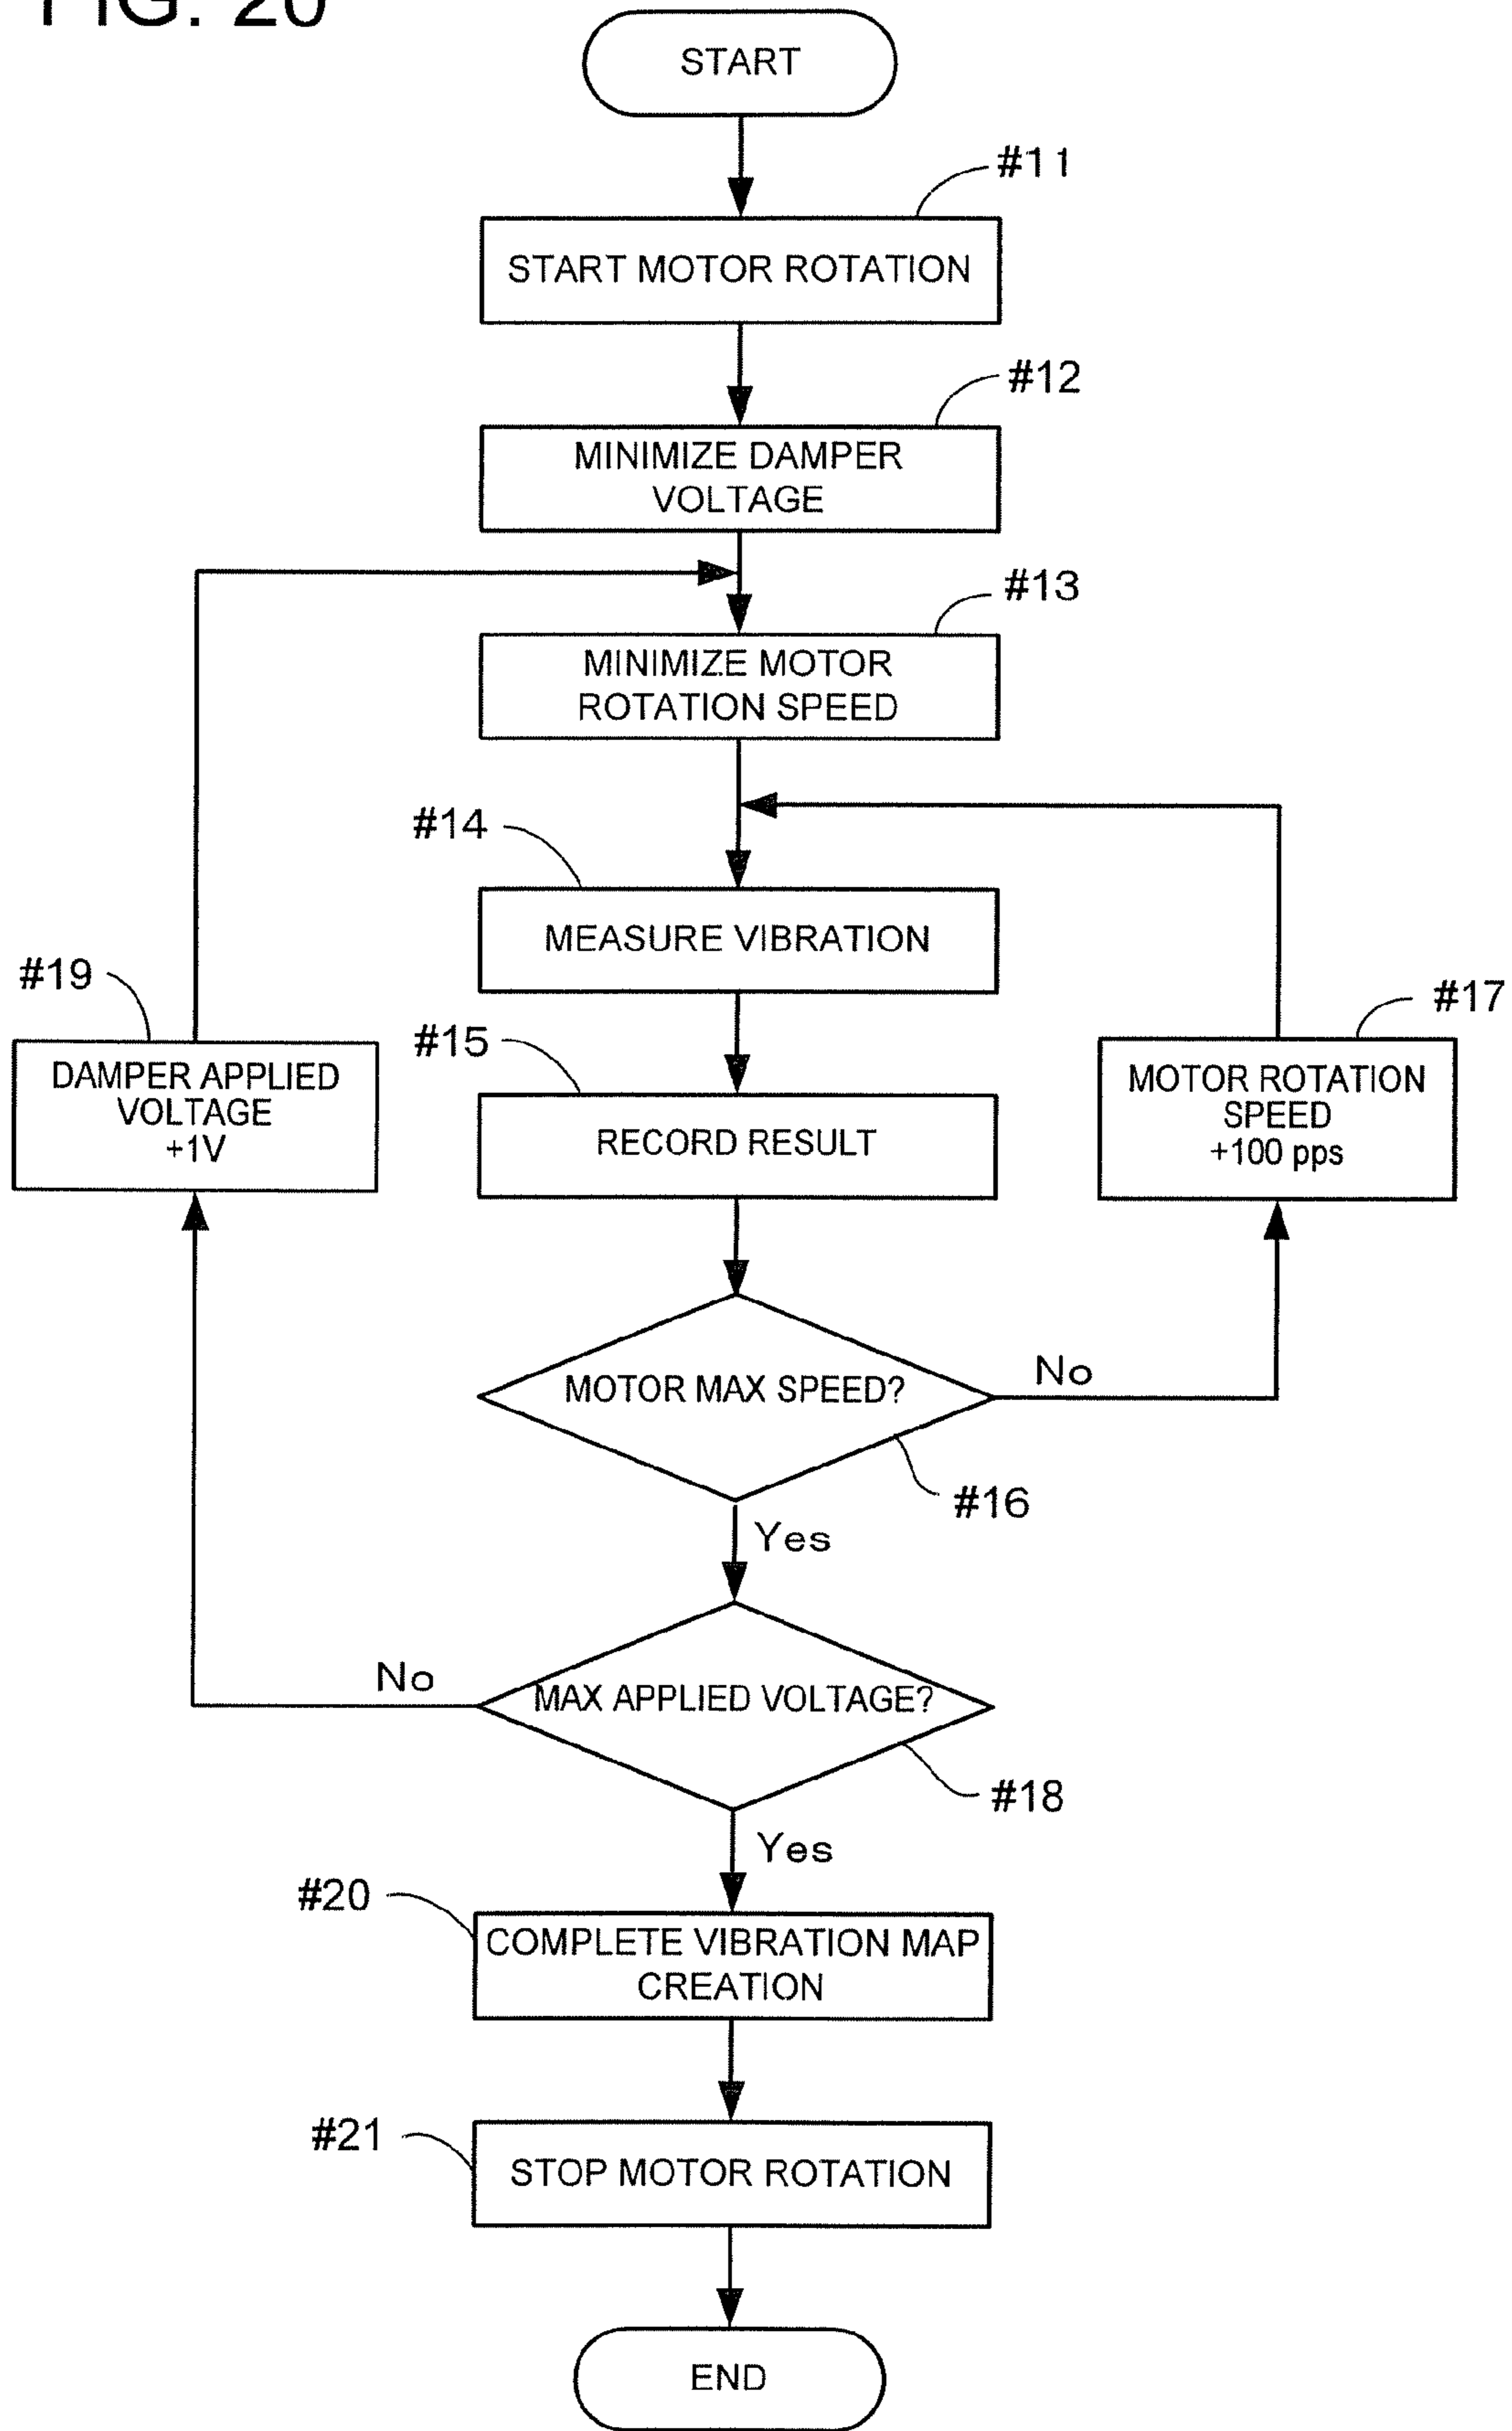 FIG. 20
START
#11
START MOTOR ROTATION
#12
MINIMIZE DAMPER
VOLTAGE
#13
MINIMIZE MOTOR
ROTATION SPEED
#14
MEASURE VIBRATION
#19
DAMPER APPLIED
VOLTAGE
+1V
#15
RECORD RESULT
#17
MOTOR ROTATION
SPEED
+100 pps
MOTOR MAX SPEED?
No
#16
Yes
No
MAX APPLIED VOLTAGE?
#18
Yes
#20
COMPLETE VIBRATION MAP
CREATION
#21
STOP MOTOR ROTATION
END